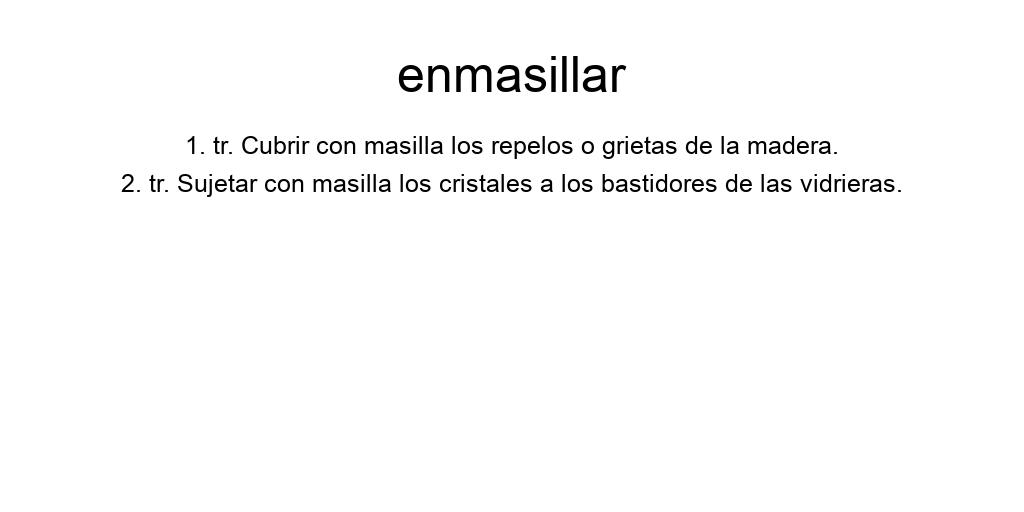 enmasillar
1. tr. Cubrir con masilla los repelos o grietas de la madera.
2. tr. Sujetar con masilla los cristales a los bastidores de las vidrieras.